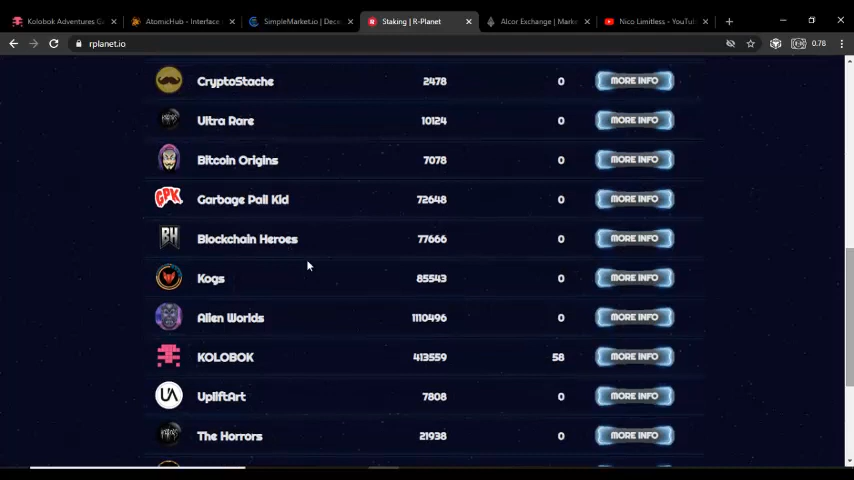 Kolobok Adventures G
AtomicHub - Interface
SimpleMarket.io | Dece
Staking | R-Planet
Alcor Exchange | Mark
Nico Limitless - YouTub
rplanet.io
0.78
CryptoStache 2478 0 MORE INFO
Ultra Rare 10124 0 MORE INFO
Bitcoin Origins 7078 0 MORE INFO
GPK Garbage Pail Kid 72648 0 MORE INFO
BH Blockchain Heroes 77666 0 MORE INFO
Kogs 85543 0 MORE INFO
Alien Worlds 1110496 0 MORE INFO
KOLOBOK 413559 58 MORE INFO
UA UpliftArt 7808 0 MORE INFO
The Horrors 21938 0 MORE INFO